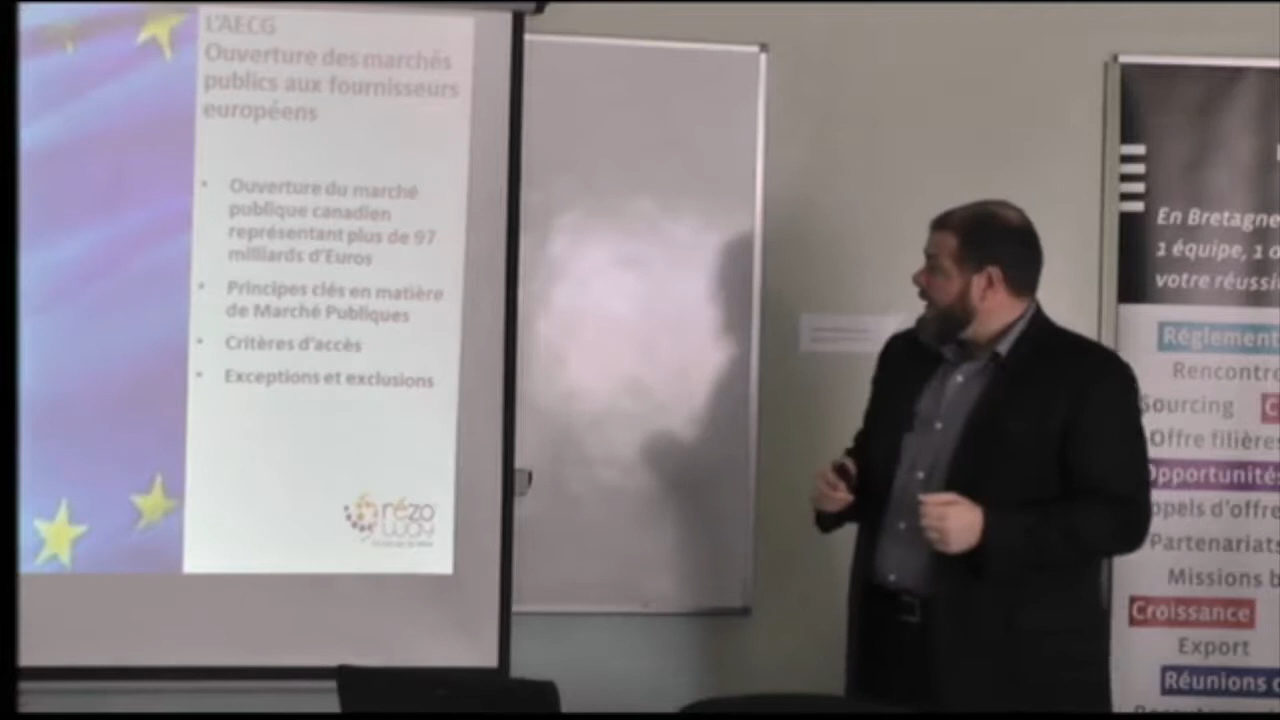 L'AECG
Ouverture des marchés
publics aux fournisseurs
européens
• Ouverture du marché
publique canadien
représentant plus de 97
milliards d'Euros
• Principes clés en matière
de Marché Publiques
• Critères d'accès
• Exceptions et exclusions
rézo
way
En Bretagne
1 équipe, 1 o
votre réussi
Réglement
Rencontre
Sourcing C
Offre filières
Opportunités
ppels d'offre
Partenariats
Missions b
Croissance
Export
Réunions c